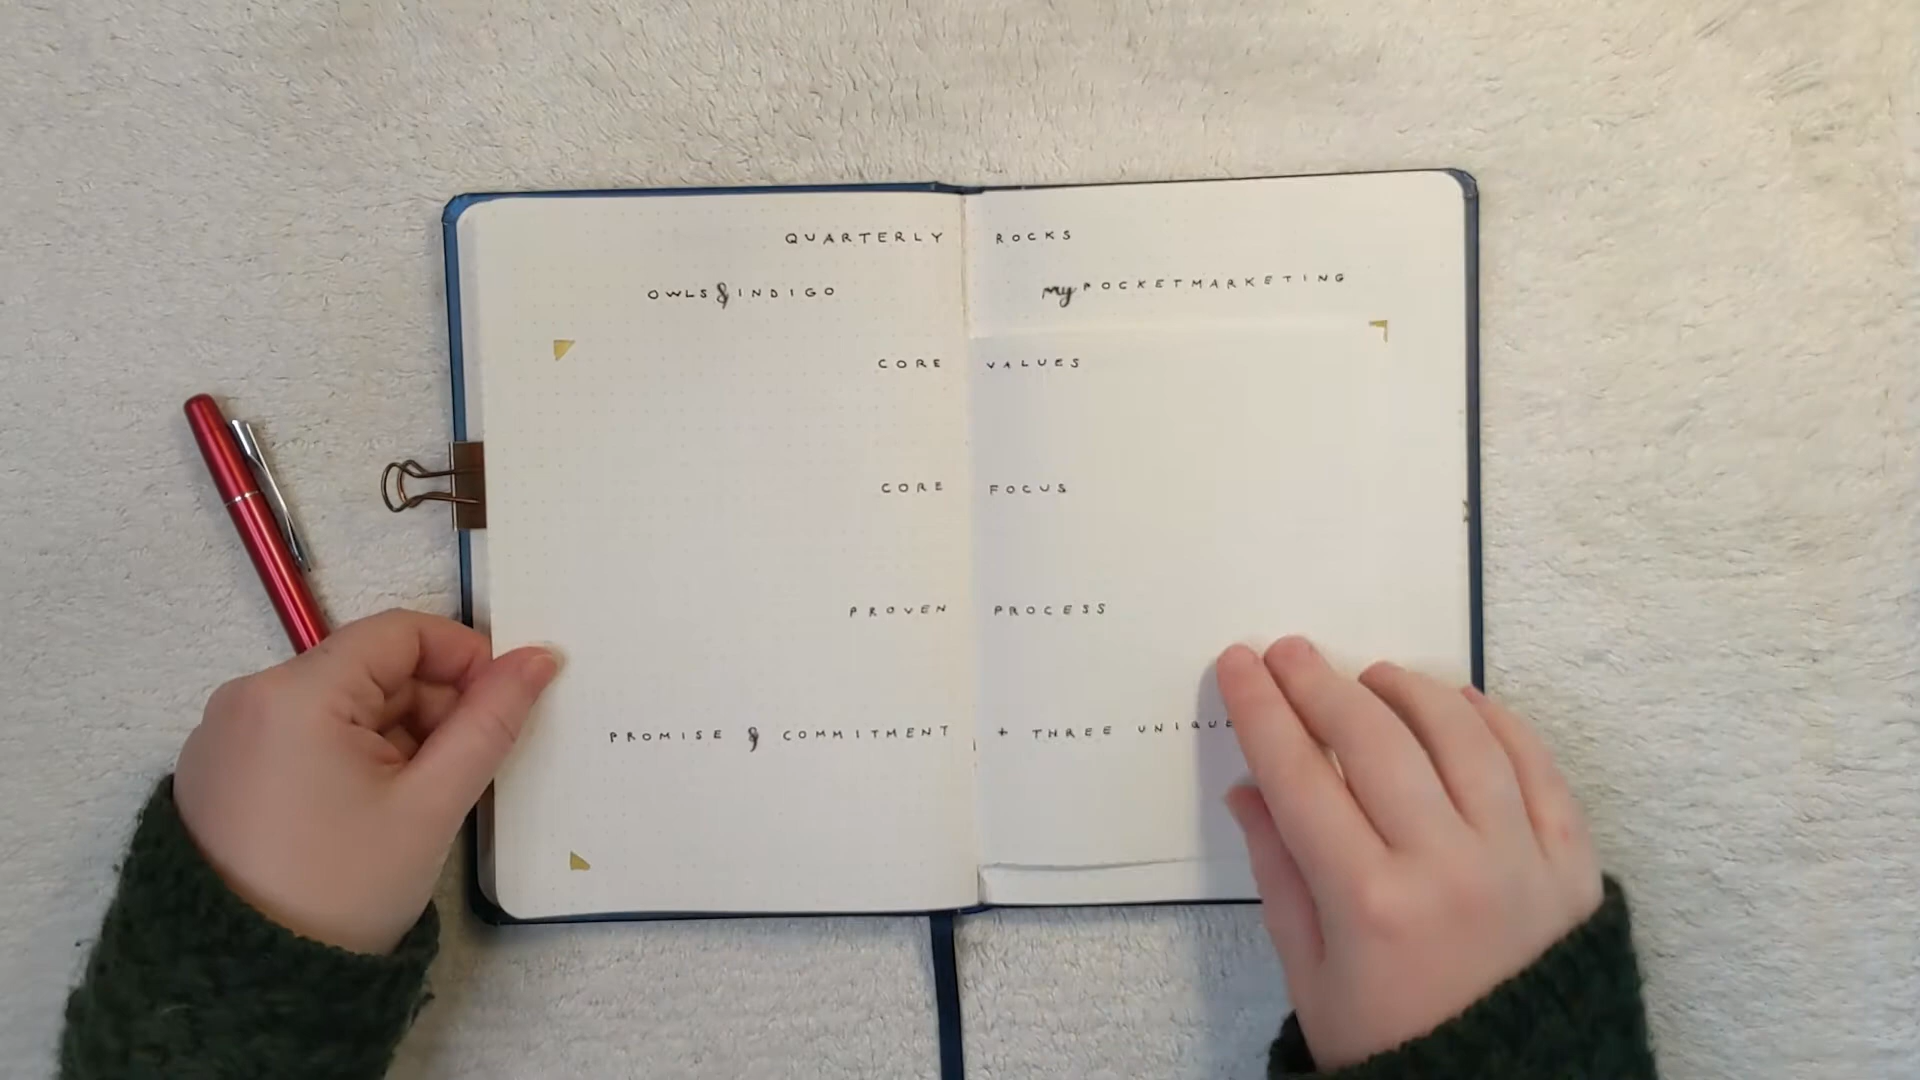 QUARTERLY ROCKS
OWLS & INDIGO
my POCKETMARKETING
CORE VALUES
CORE FOCUS
PROVEN PROCESS
PROMISE & COMMITMENT + THREE UNIQUE